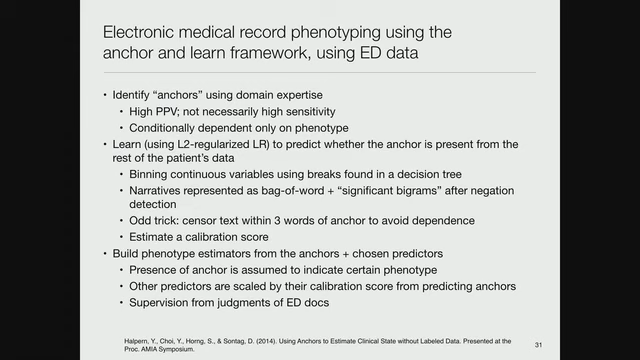 Electronic medical record phenotyping using the
anchor and learn framework, using ED data
• Identify “anchors” using domain expertise
• High PPV; not necessarily high sensitivity
• Conditionally dependent only on phenotype
• Learn (using L2-regularized LR) to predict whether the anchor is present from the
rest of the patient’s data
• Binning continuous variables using breaks found in a decision tree
• Narratives represented as bag-of-word + “significant bigrams” after negation
detection
• Odd trick: censor text within 3 words of anchor to avoid dependence
• Estimate a calibration score
• Build phenotype estimators from the anchors + chosen predictors
• Presence of anchor is assumed to indicate certain phenotype
• Other predictors are scaled by their calibration score from predicting anchors
• Supervision from judgments of ED docs
Halpern, Y., Choi, Y., Horng, S., & Sontag, D. (2014). Using Anchors to Estimate Clinical State without Labeled Data. Presented at the
Proc. AMIA Symposium.
31